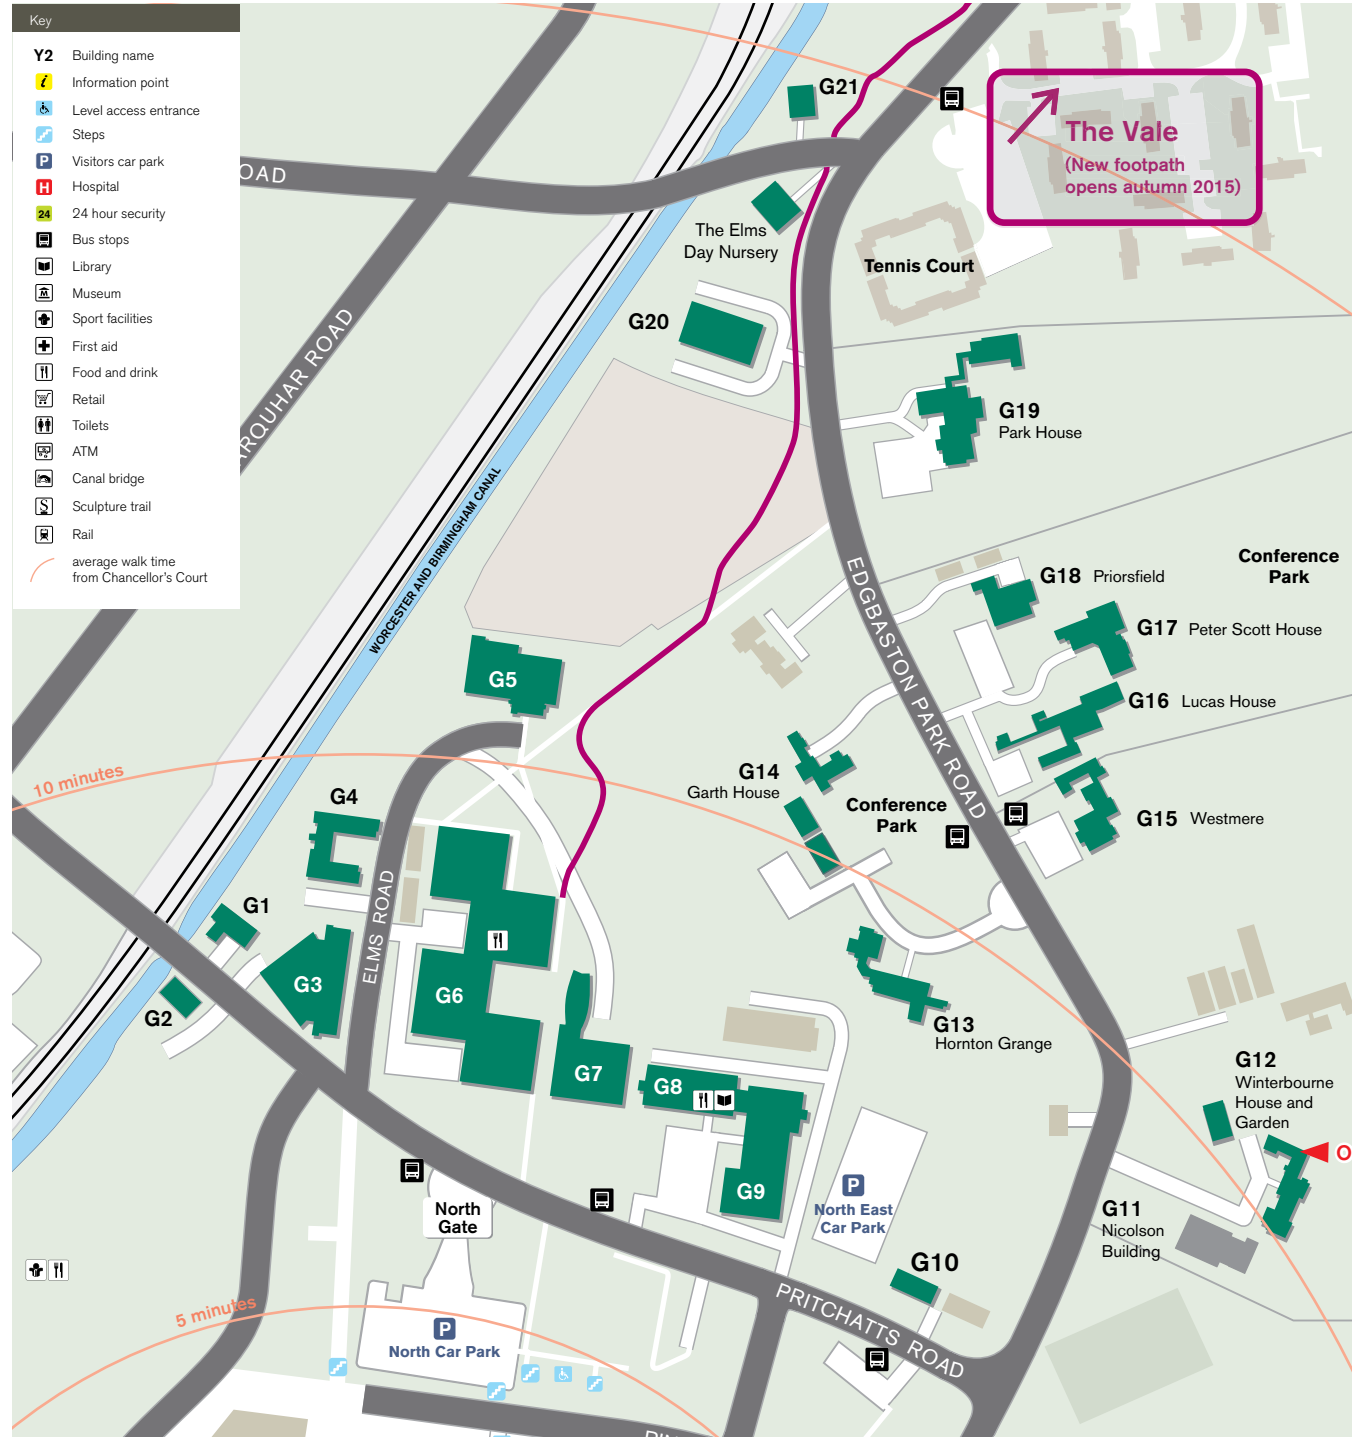 Key
Y2 Building name
i Information point
Level access entrance
Steps
P Visitors car park
H Hospital
24 24 hour security
Bus stops
Library
M Museum
Sport facilities
First aid
Food and drink
Retail
Toilets
ATM
Canal bridge
S Sculpture trail
Rail
average walk time
from Chancellor's Court
OAD
ARQUHAR ROAD
WORCESTER AND BIRMINGHAM CANAL
G21
The Vale
(New footpath
opens autumn 2015)
The Elms
Day Nursery
Tennis Court
G20
G19
Park House
EDGBASTON PARK ROAD
Conference
Park
G18 Priorsfield
G17 Peter Scott House
G16 Lucas House
G5
10 minutes
G14
Garth House
Conference
Park
G15 Westmere
G4
ELMS ROAD
G1
G3
G2
G6
G7
G8
G9
G13
Hornton Grange
G12
Winterbourne
House and
Garden
O
G11
Nicolson
Building
P
North East
Car Park
North
Gate
G10
PRITCHATTS ROAD
5 minutes
P
North Car Park